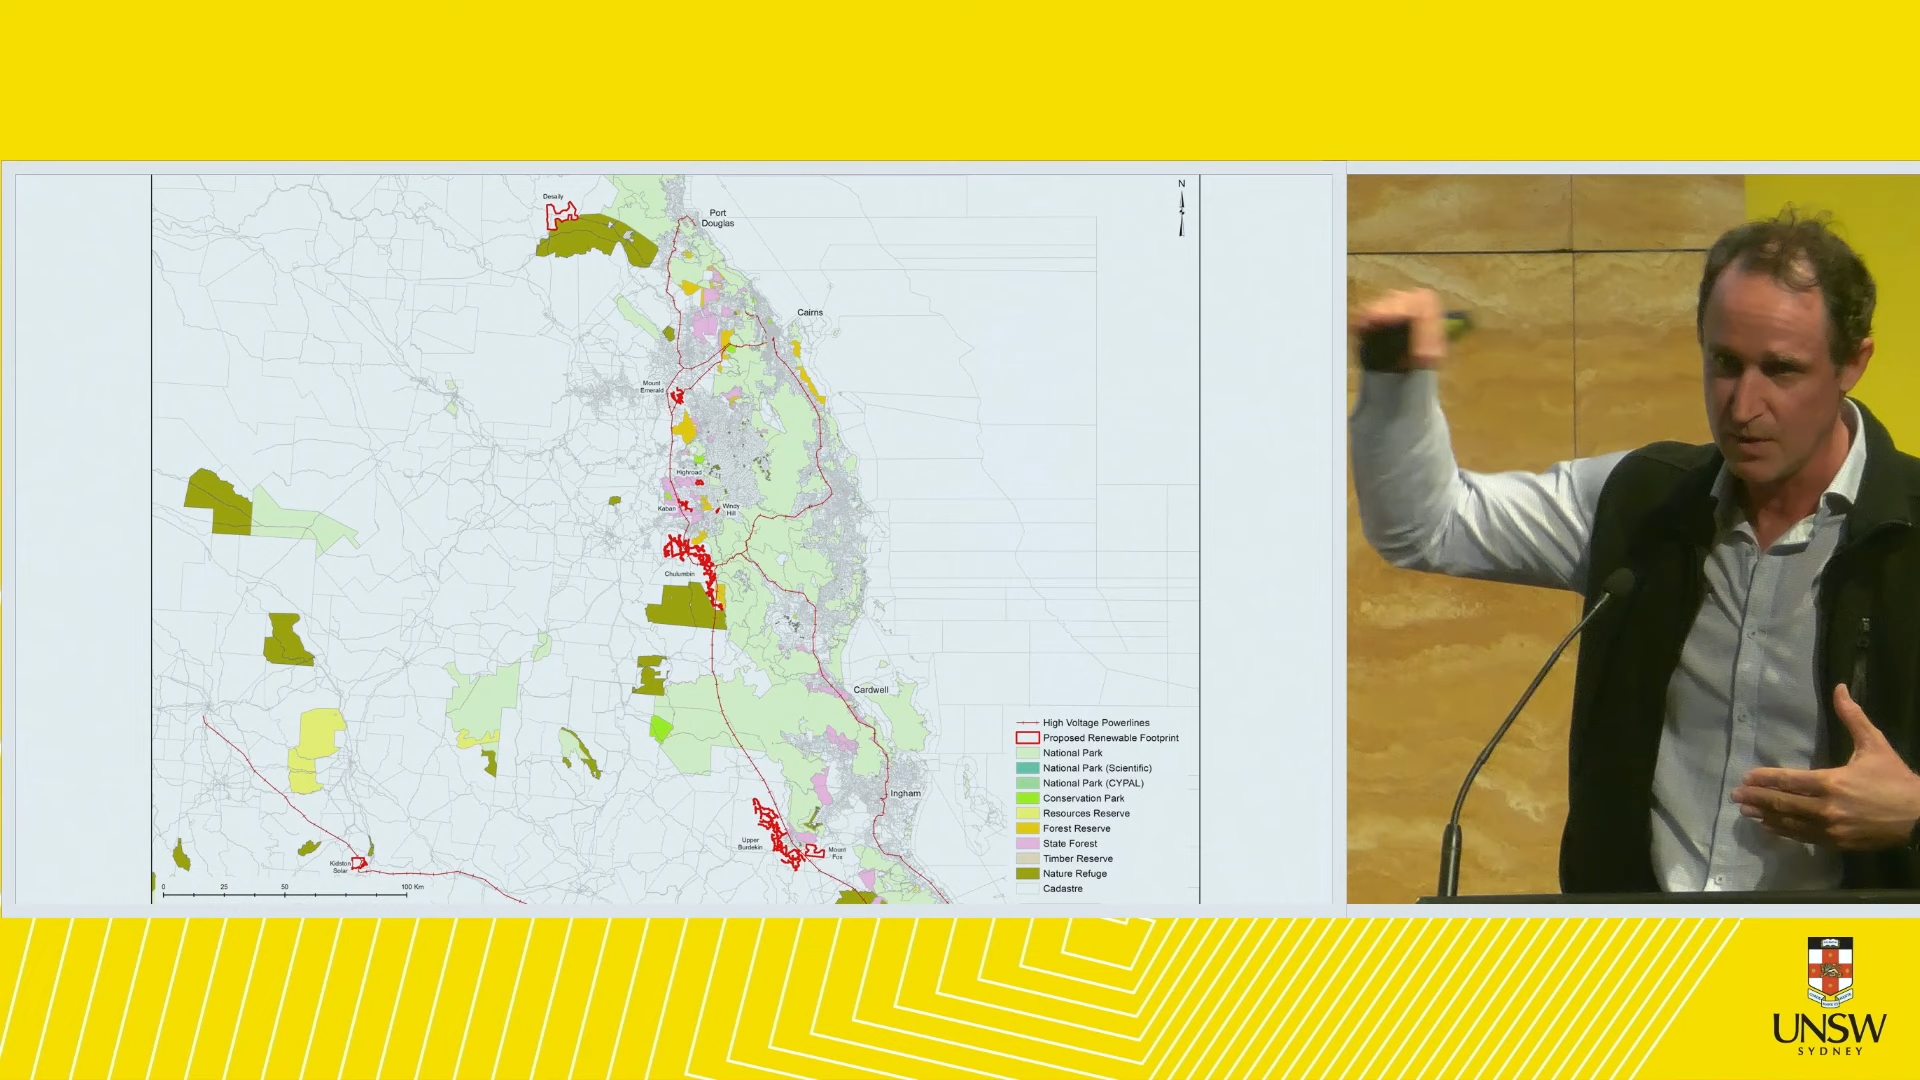 Desaily
Port
Douglas
N
Cairns
Mount
Emerald
Highroad
Kaban
Windy
Hill
Chulumbin
Cardwell
Ingham
Upper
Burdekin
Mount
Fox
Kidston
Solar
0 25 50 100 Km
High Voltage Powerlines
Proposed Renewable Footprint
National Park
National Park (Scientific)
National Park (CYPAL)
Conservation Park
Resources Reserve
Forest Reserve
State Forest
Timber Reserve
Nature Refuge
Cadastre
UNSW
SYDNEY